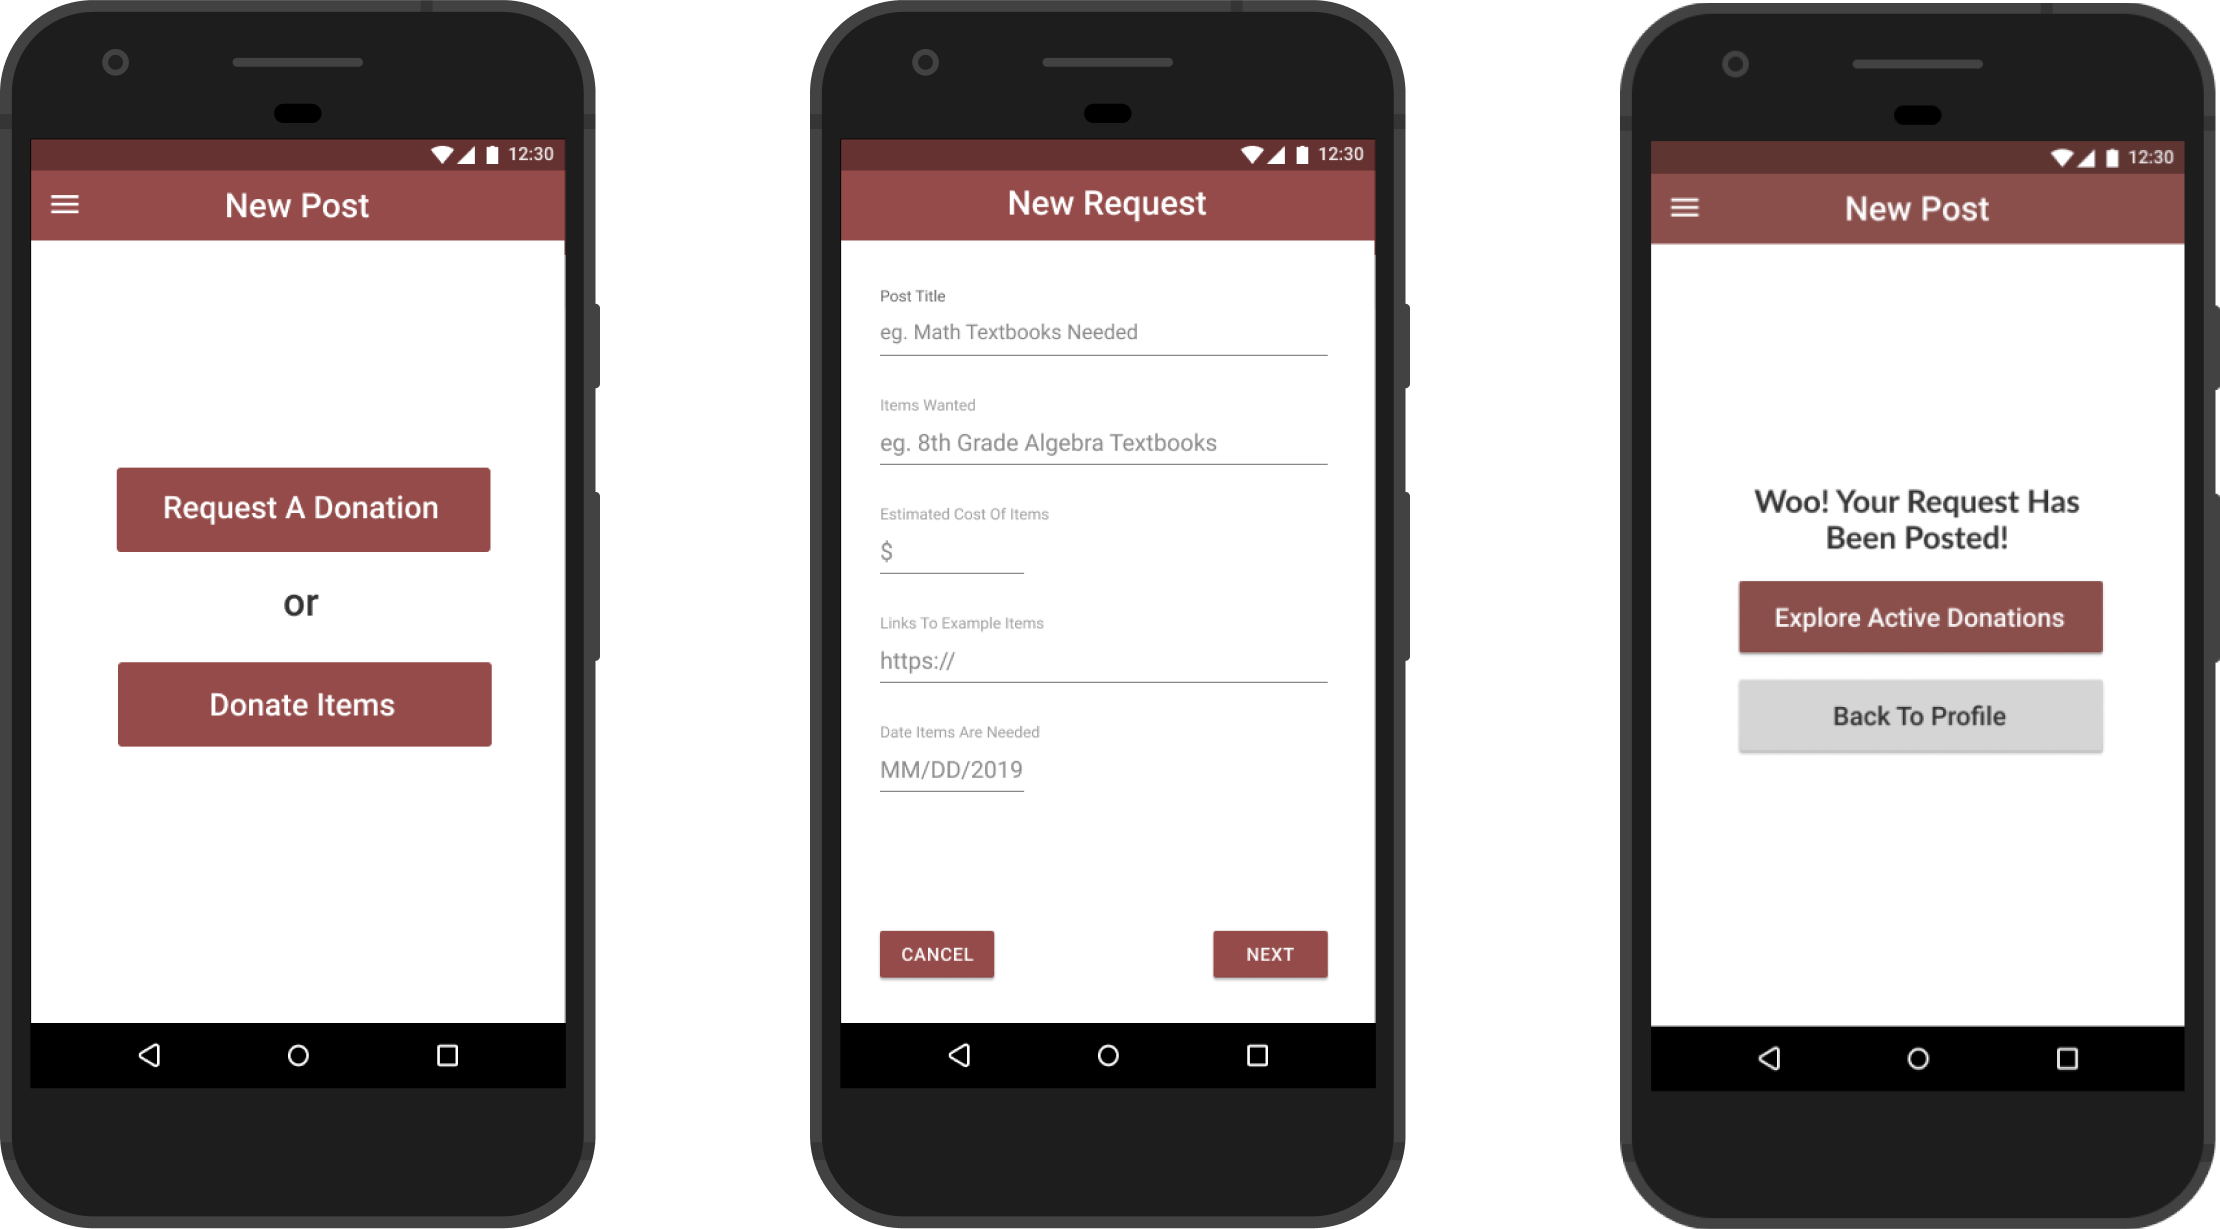 12:30
New Post
Request A Donation
or
Donate Items
12:30
New Request
Post Title
eg. Math Textbooks Needed
Items Wanted
eg. 8th Grade Algebra Textbooks
Estimated Cost Of Items
$
Links To Example Items
https://
Date Items Are Needed
MM/DD/2019
CANCEL
NEXT
12:30
New Post
Woo! Your Request Has
Been Posted!
Explore Active Donations
Back To Profile